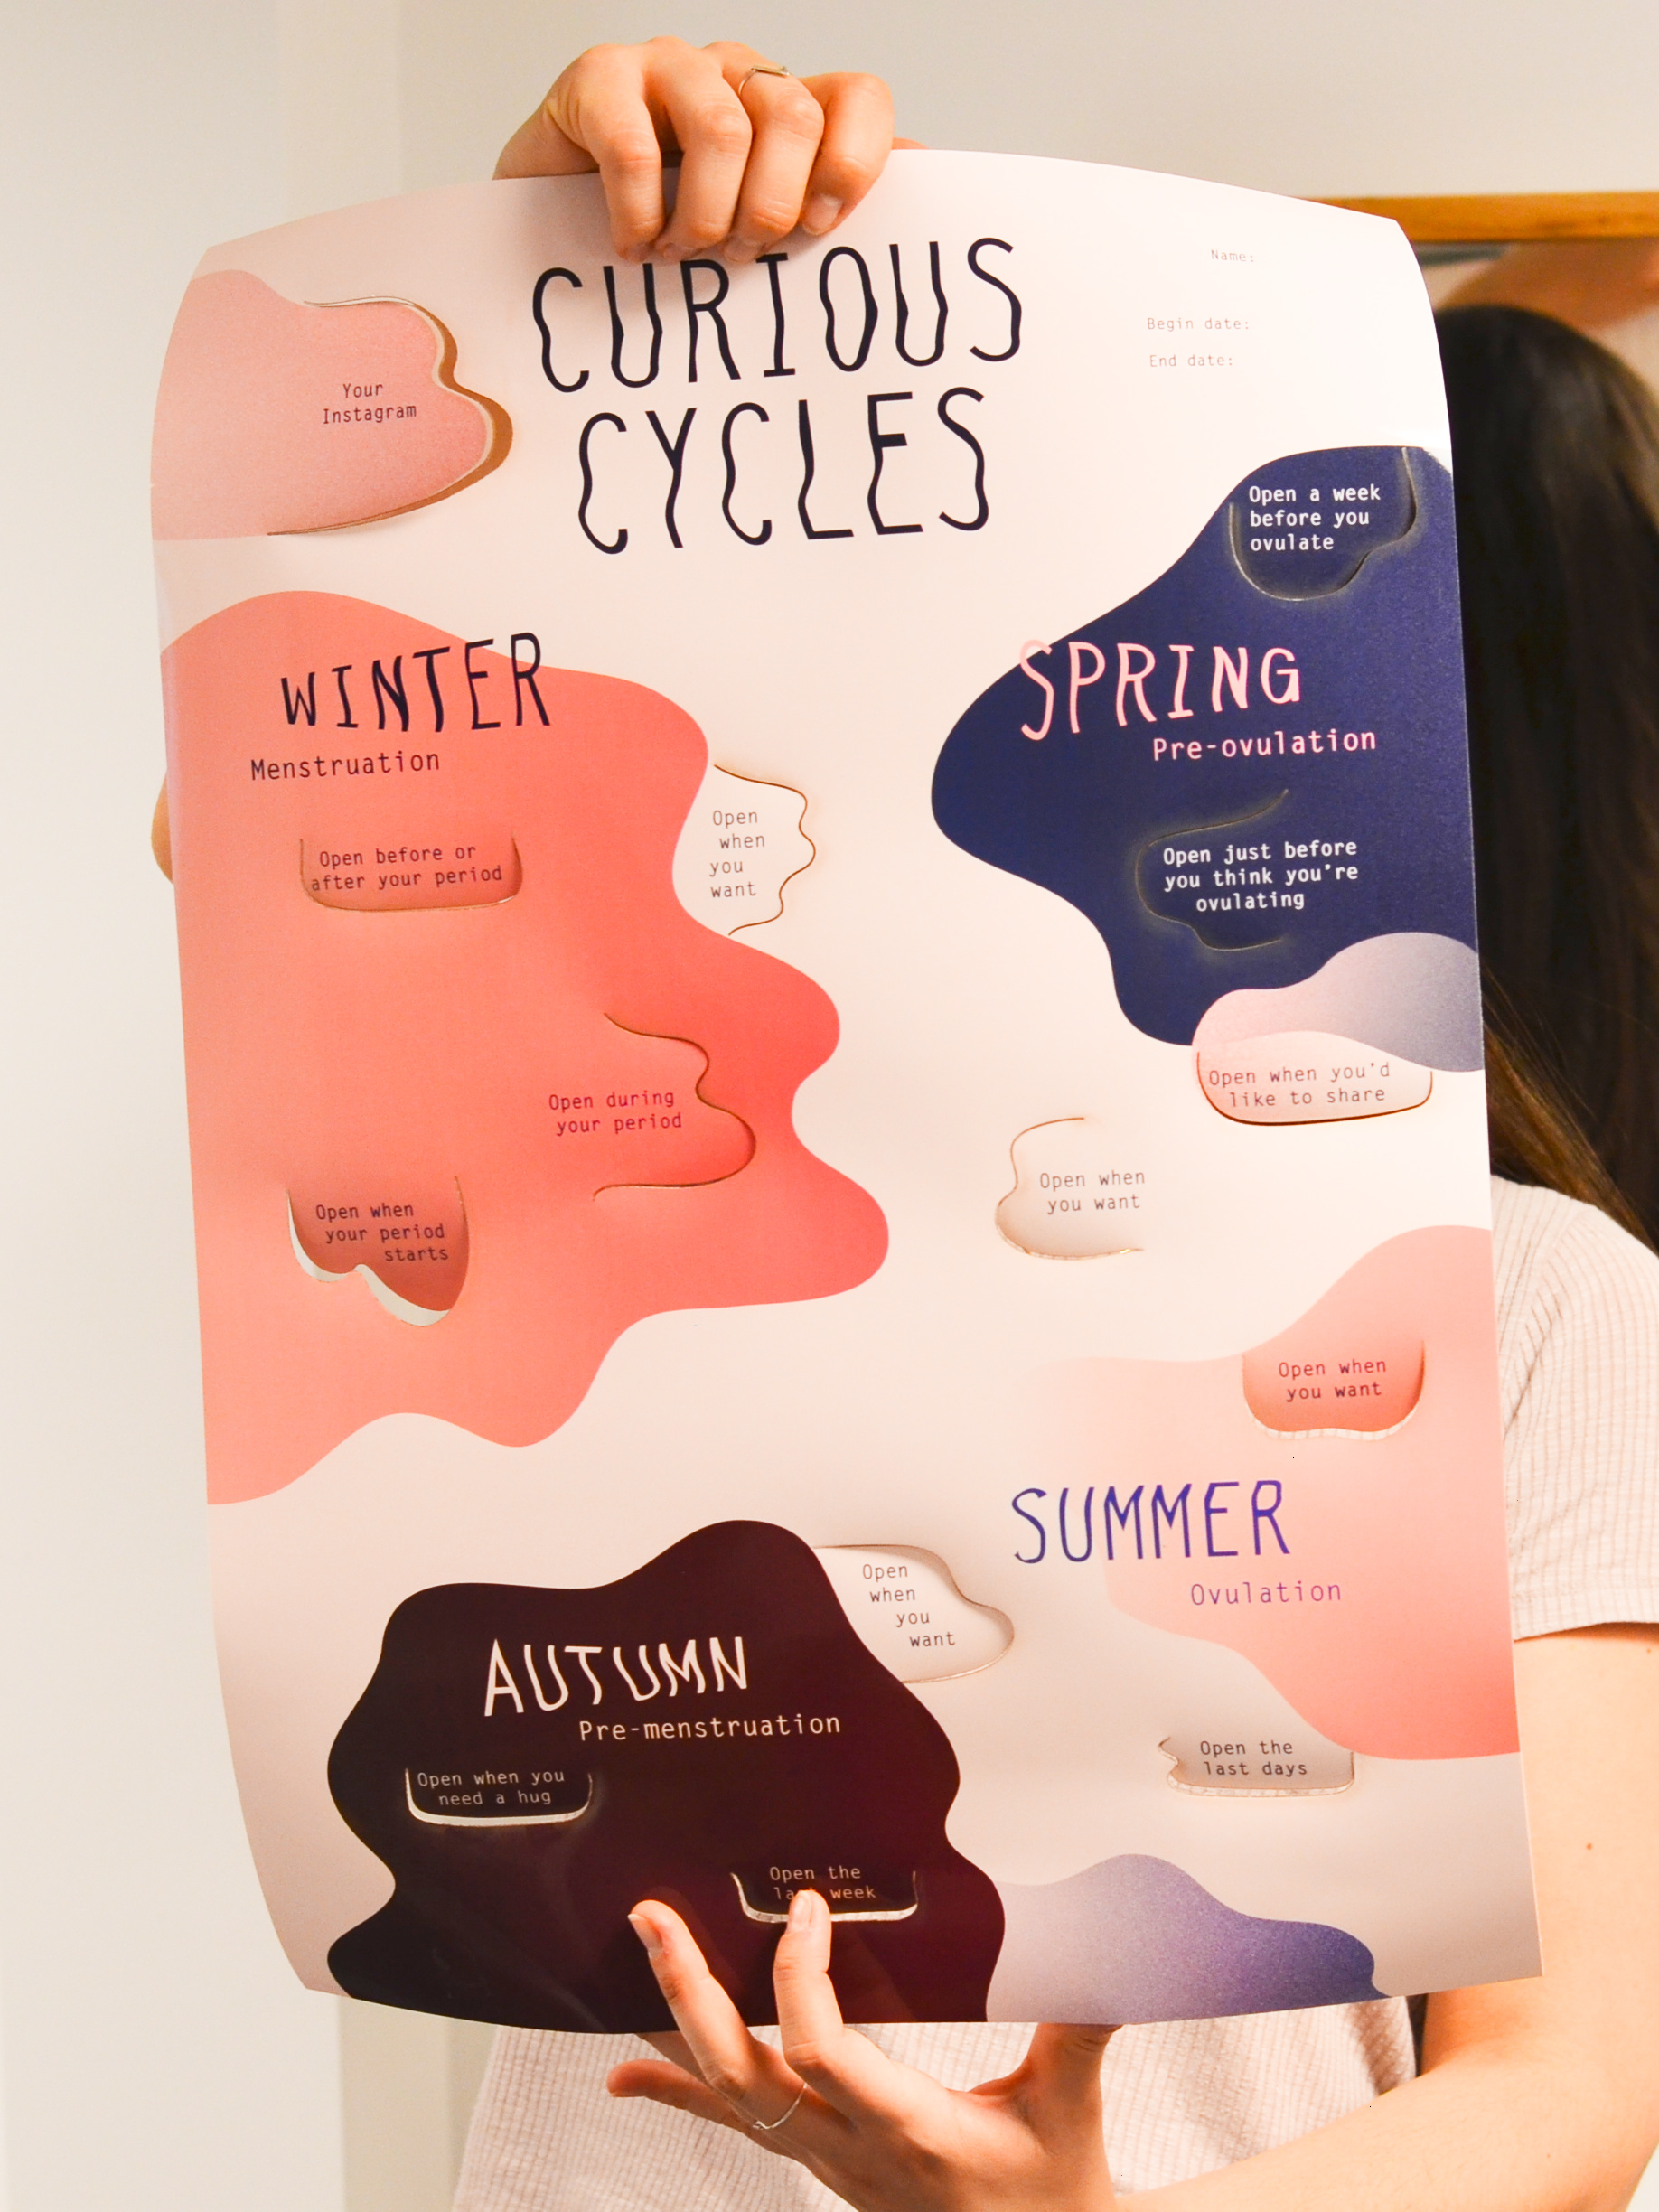 CURIOUS
CYCLES
Name:
Begin date:
End date:
Your
Instagram
WINTER
Menstruation
Open before or
after your period
Open
when
you
want
Open during
your period
Open when
your period
starts
Open a week
before you
ovulate
SPRING
Pre-ovulation
Open just before
you think you're
ovulating
Open when you'd
like to share
Open when
you want
Open when
you want
SUMMER
Ovulation
Open the
last days
Open
when
you
want
AUTUMN
Pre-menstruation
Open when you
need a hug
Open the
last week